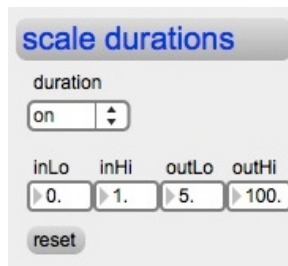 scale durations
duration
on
inLo inHi outLo outHi
0. 1. 5. 100.
reset